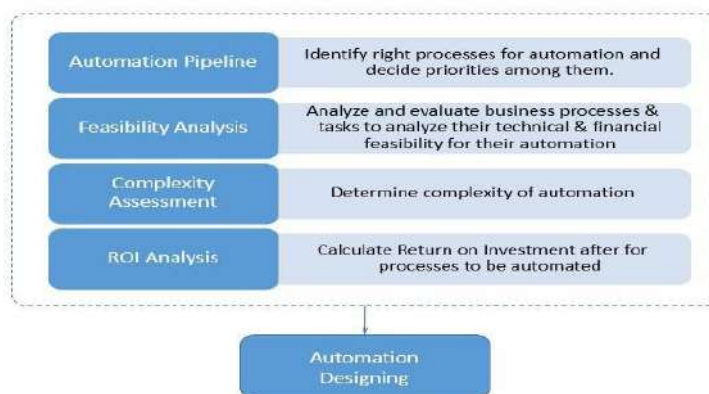 Automation Pipeline
Identify right processes for automation and
decide priorities among them.
Feasibility Analysis
Analyze and evaluate business processes &
tasks to analyze their technical & financial
feasibility for their automation
Complexity
Assessment
Determine complexity of automation
ROI Analysis
Calculate Return on Investment after for
processes to be automated
Automation
Designing